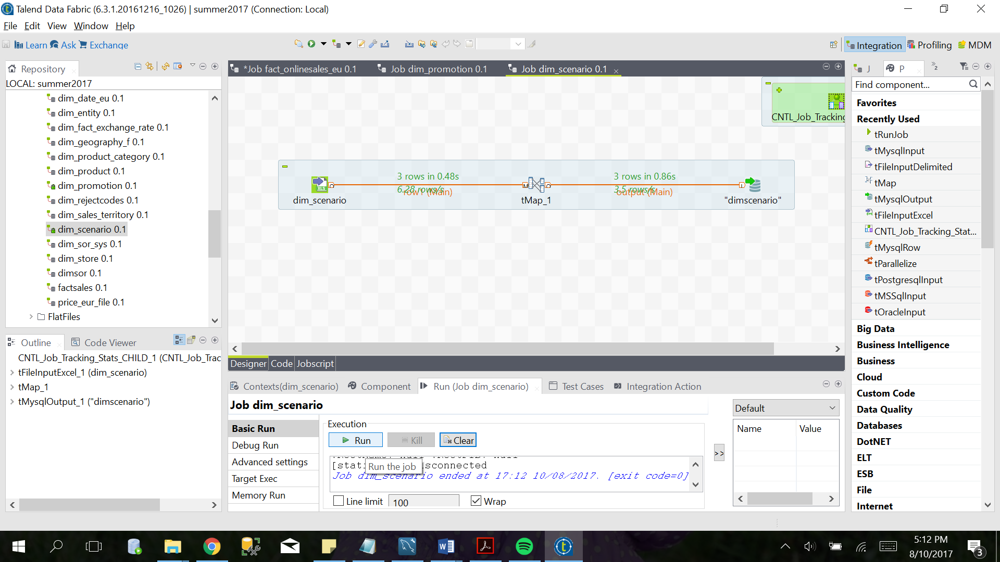 Talend Data Fabric (6.3.1.20161216_1026) | summer2017 (Connection: Local)
File Edit View Window Help
Learn Ask Exchange
Integration Profiling MDM
Repository
LOCAL: summer2017
dim_date_eu 0.1
dim_entity 0.1
dim_fact_exchange_rate 0.1
dim_geography_f 0.1
dim_product_category 0.1
dim_product 0.1
dim_promotion 0.1
dim_rejectcodes 0.1
dim_sales_territory 0.1
dim_scenario 0.1
dim_sor_sys 0.1
dim_store 0.1
dimsor 0.1
factsales 0.1
price_eur_file 0.1
FlatFiles
Outline Code Viewer
CNTL_Job_Tracking_Stats_CHILD_1 (CNTL_Job_Trac
tFileInputExcel_1 (dim_scenario)
tMap_1
tMysqlOutput_1 ("dimscenario")
*Job fact_onlinesales_eu 0.1 Job dim_promotion 0.1 Job dim_scenario 0.1
CNTL_Job_Tracking
3 rows in 0.48s
6.28 rows/s
row1 (Main)
3 rows in 0.86s
3.5 rows/s
output (Main)
XLS
dim_scenario
tMap_1
"dimscenario"
Designer Code Jobscript
Contexts(dim_scenario) Component Run (Job dim_scenario) Test Cases Integration Action
Job dim_scenario
Basic Run
Debug Run
Advanced settings
Target Exec
Memory Run
Execution
Run Kill Clear
Run the job
[stati sconnected
Job dim_scenario ended at 17:12 10/08/2017. [exit code=0]
Line limit 100 Wrap
>>
Default
Name Value
J P
2
Find component...
Favorites
Recently Used
tRunJob
tMysqlInput
tFileInputDelimited
tMap
tMysqlOutput
tFileInputExcel
CNTL_Job_Tracking_Stat...
tMysqlRow
tParallelize
tPostgresqlInput
tMSSqlInput
tOracleInput
Big Data
Business Intelligence
Business
Cloud
Custom Code
Data Quality
Databases
DotNET
ELT
ESB
File
Internet
5:12 PM
8/10/2017
3